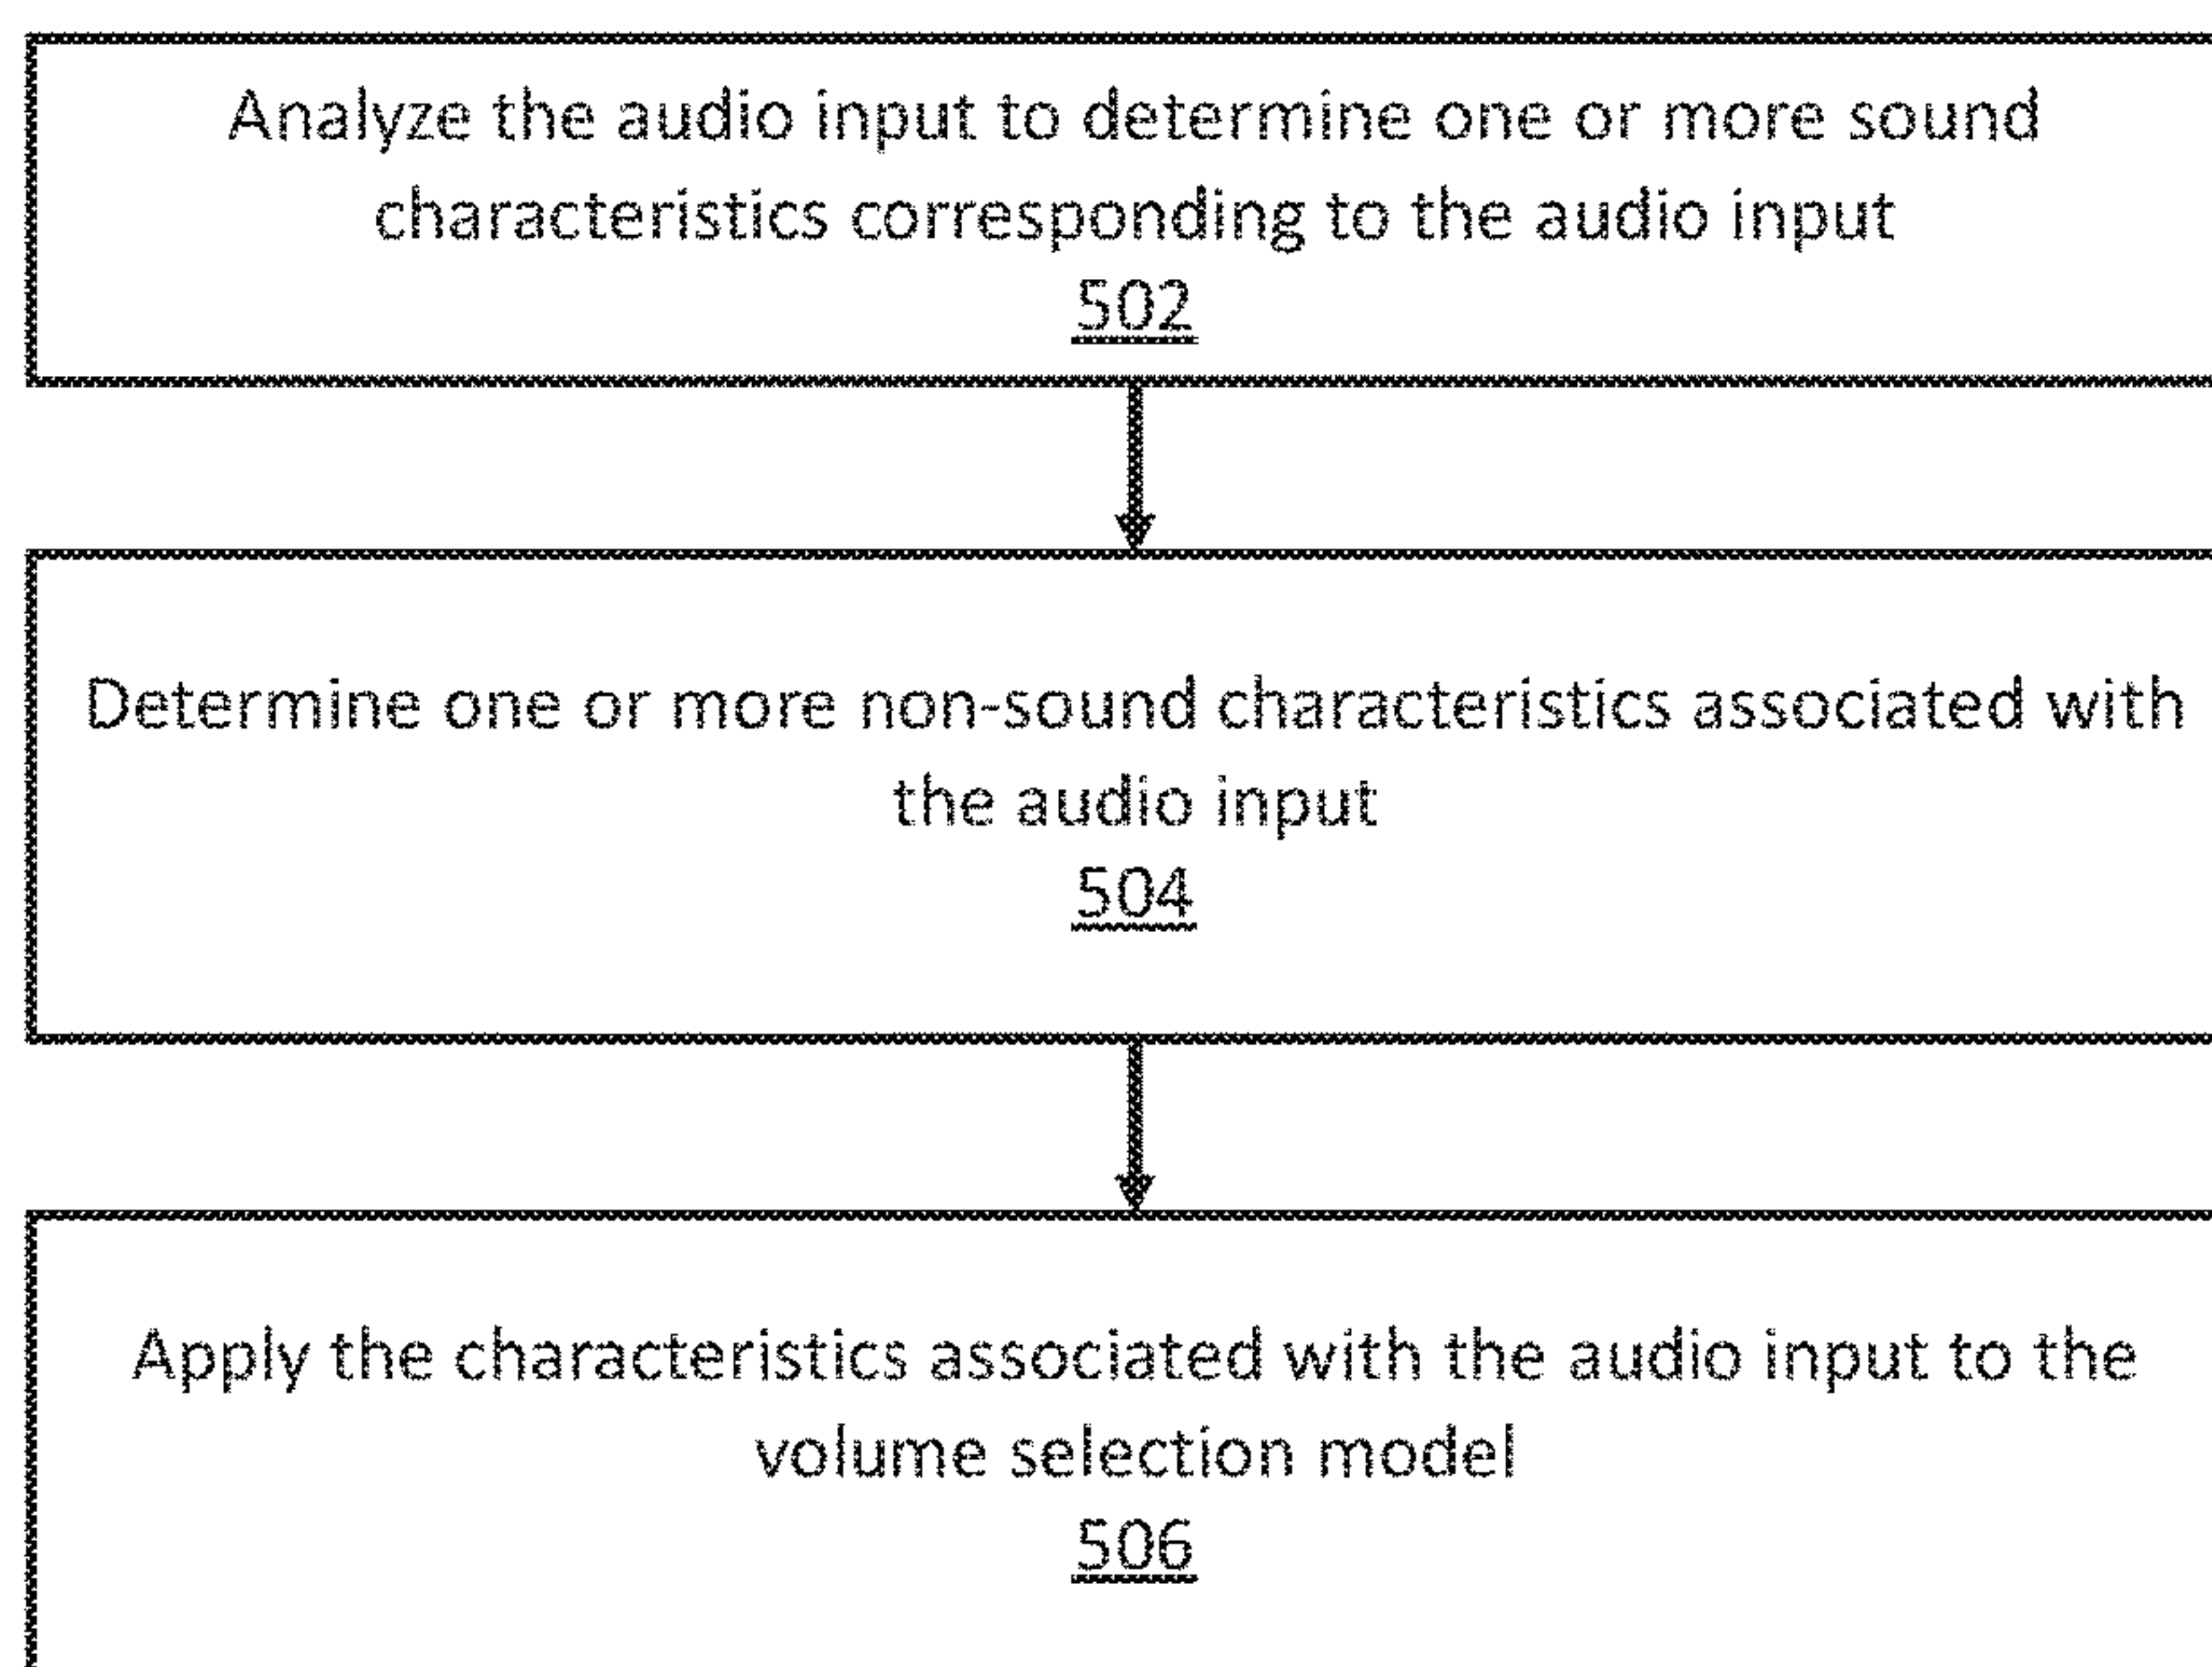 Analyze the audio input to determine one or more sound
characteristics corresponding to the audio input
502
Determine one or more non-sound characteristics associated with
the audio input
504
Apply the characteristics associated with the audio input to the
volume selection model
506